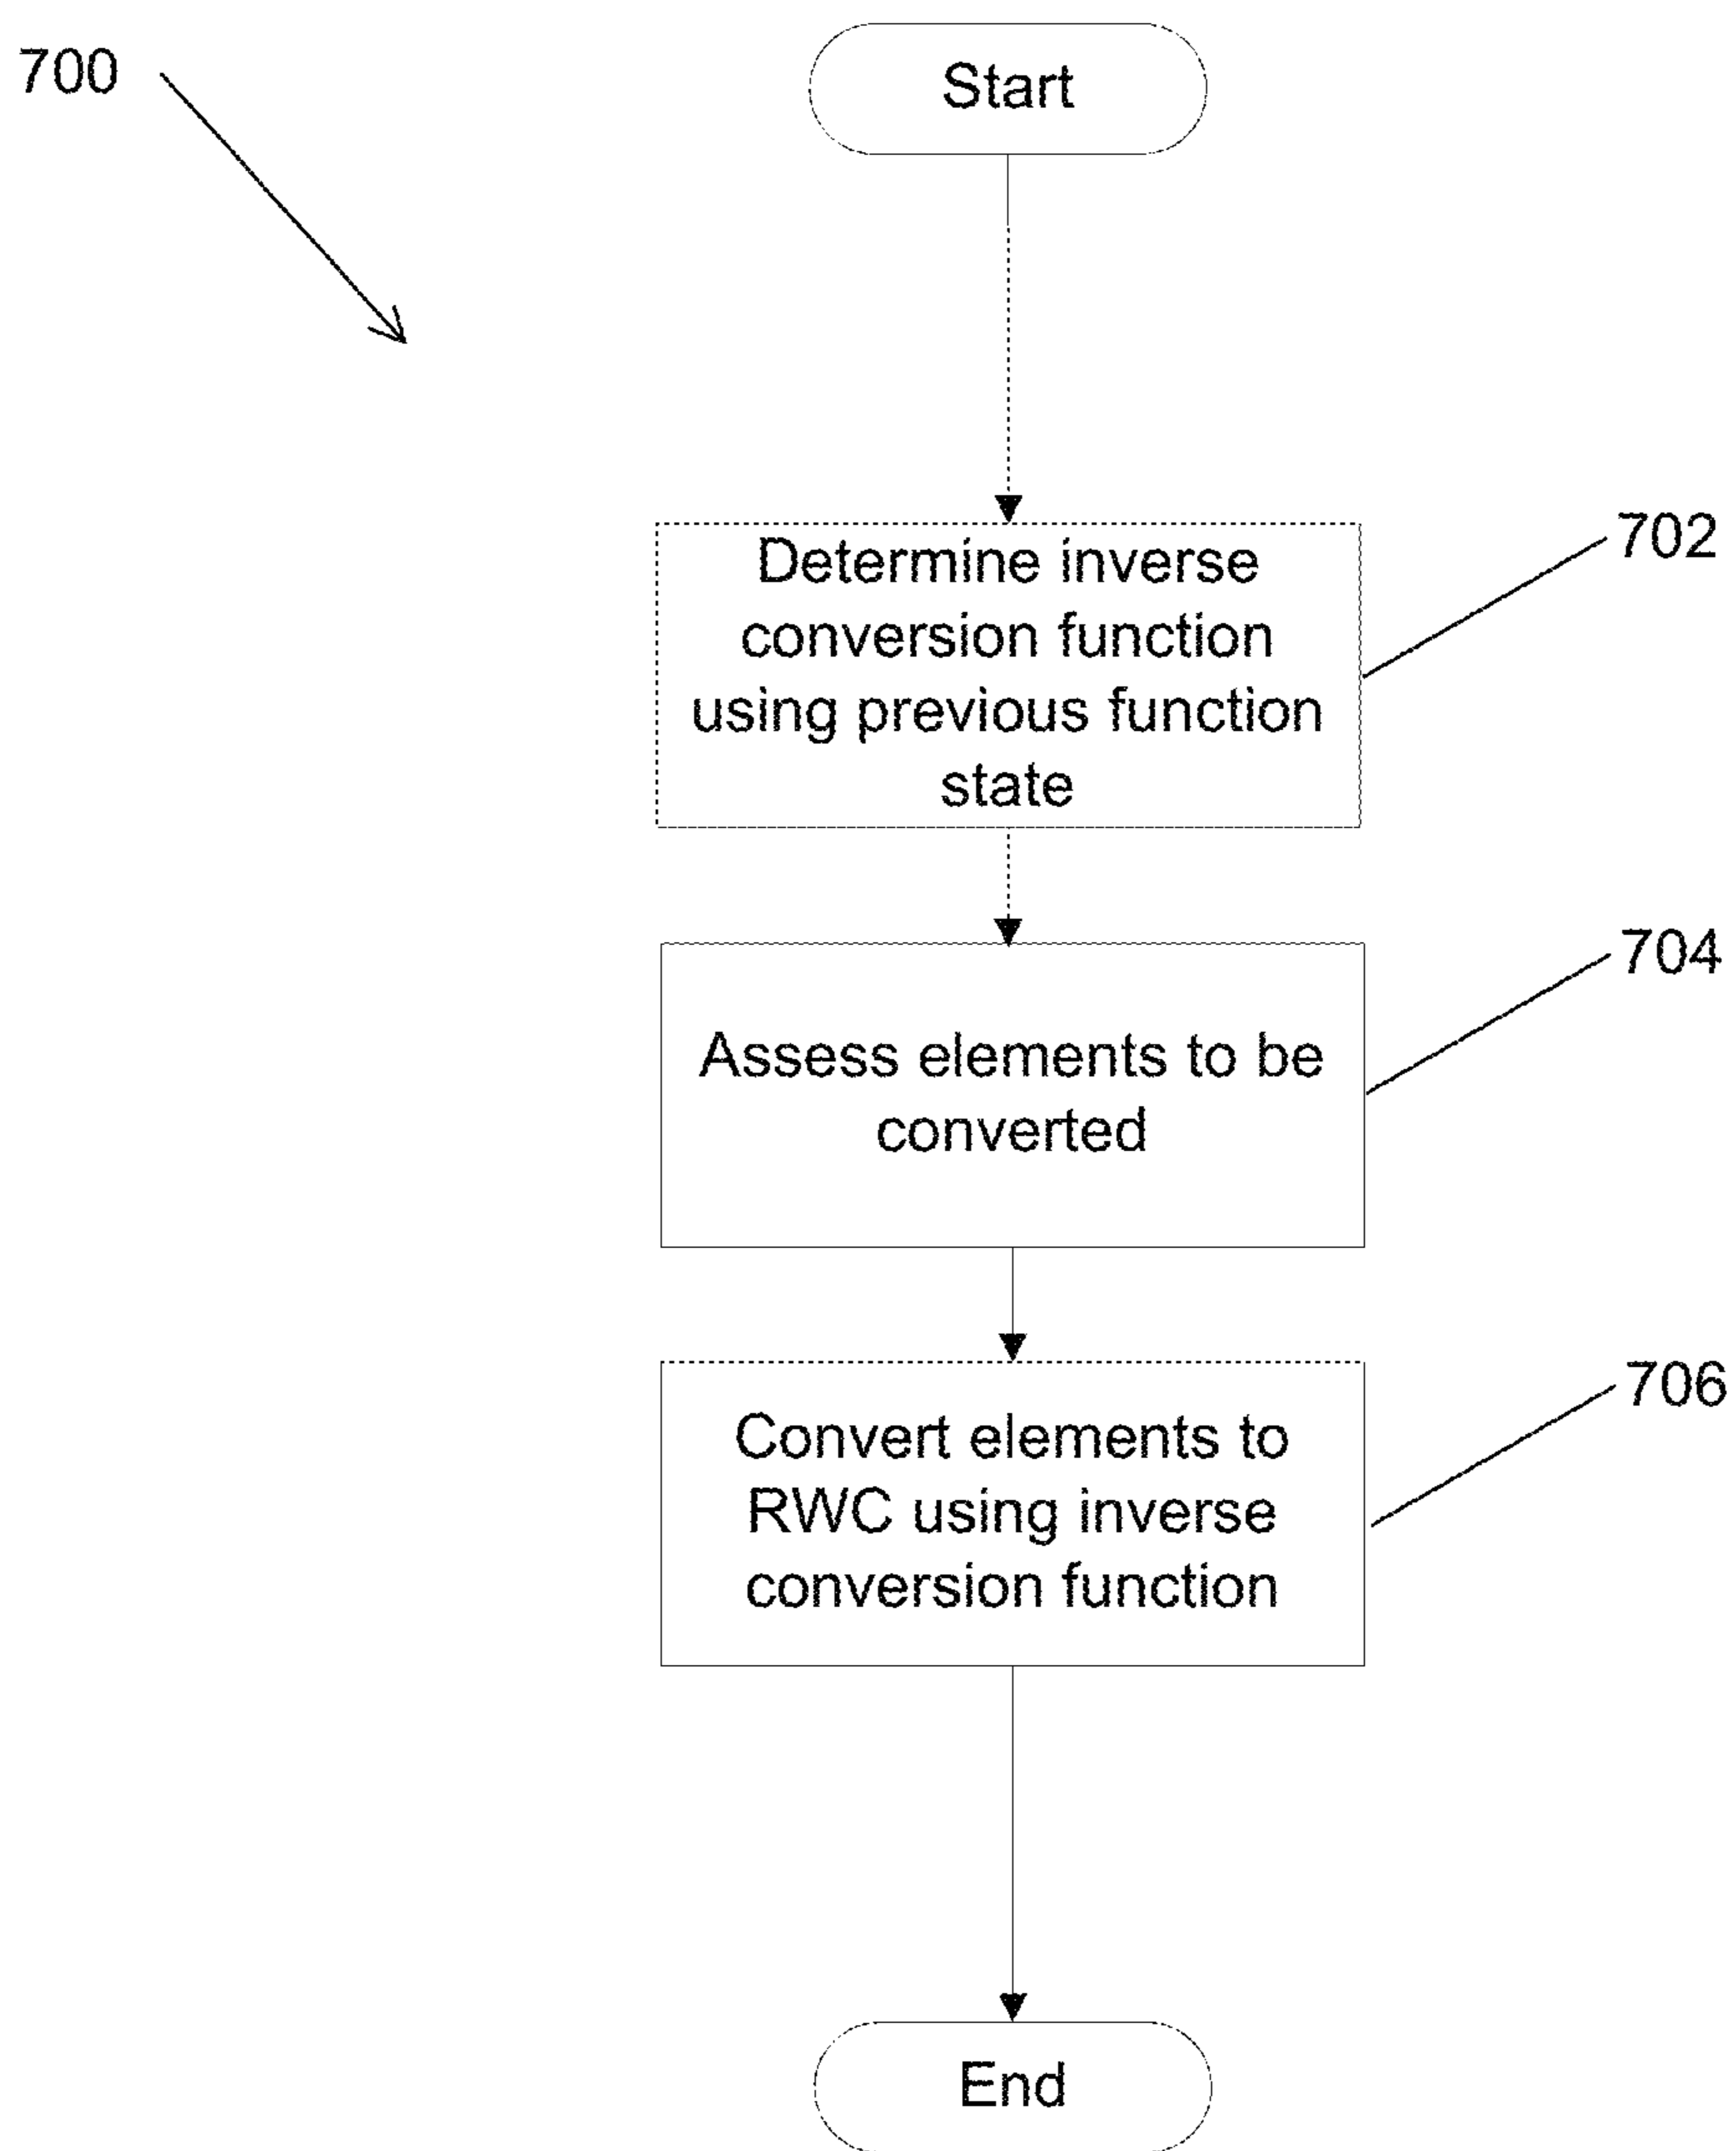 700
Start
Determine inverse
conversion function
using previous function
state
702
Assess elements to be
converted
704
Convert elements to
RWC using inverse
conversion function
706
End